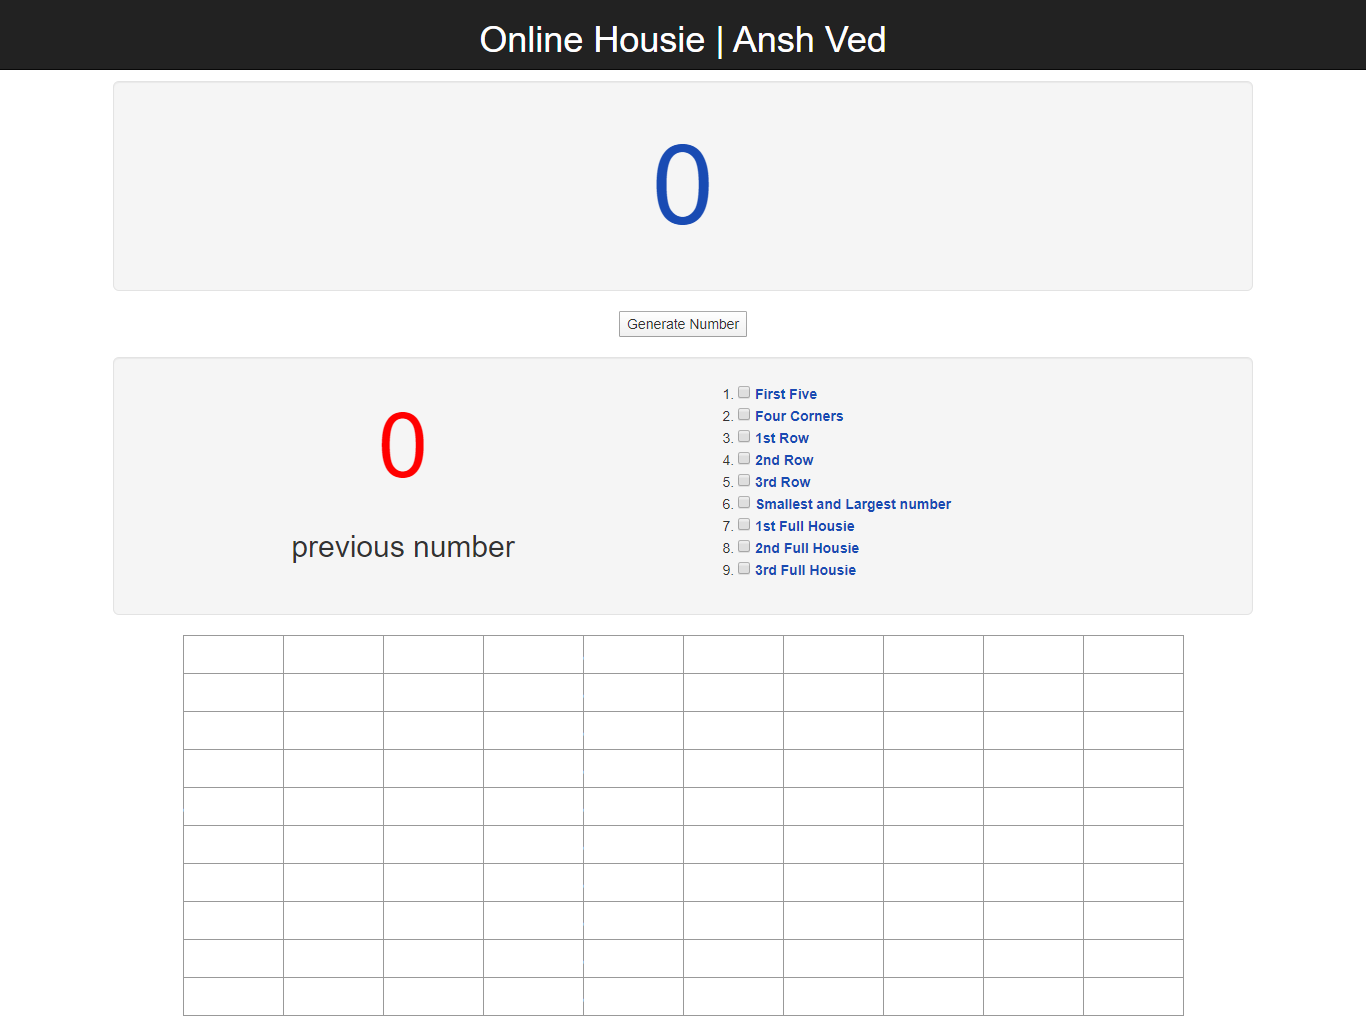 Online Housie | Ansh Ved
0
Generate Number
0
previous number
1. First Five
2. Four Corners
3. 1st Row
4. 2nd Row
5. 3rd Row
6. Smallest and Largest number
7. 1st Full Housie
8. 2nd Full Housie
9. 3rd Full Housie